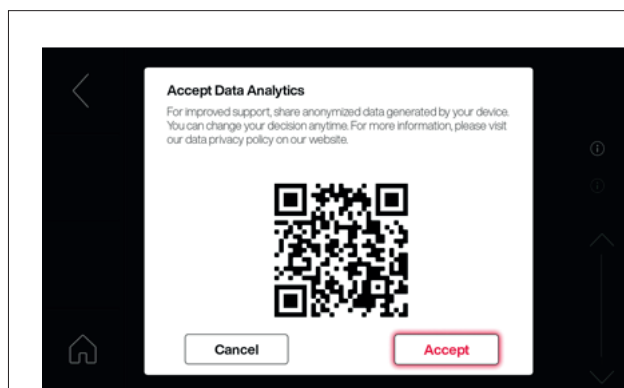 Accept Data Analytics
For improved support, share anonymized data generated by your device.
You can change your decision anytime. For more information, please visit
our data privacy policy on our website.
Cancel
Accept